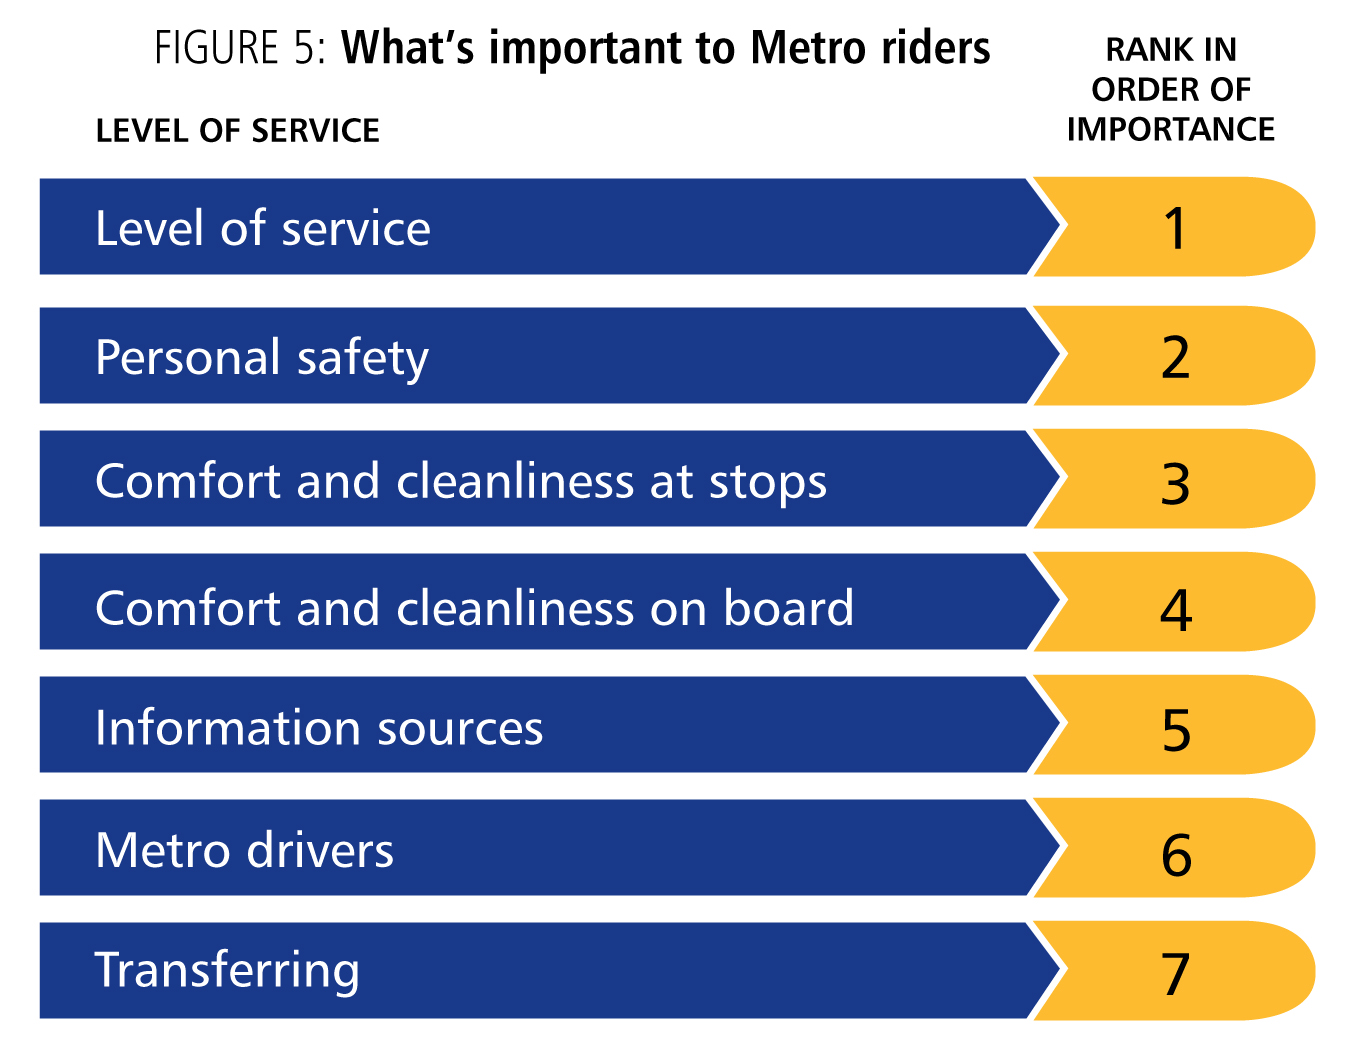 FIGURE 5: What's important to Metro riders
RANK IN
ORDER OF
IMPORTANCE
LEVEL OF SERVICE
Level of service 1
Personal safety 2
Comfort and cleanliness at stops 3
Comfort and cleanliness on board 4
Information sources 5
Metro drivers 6
Transferring 7